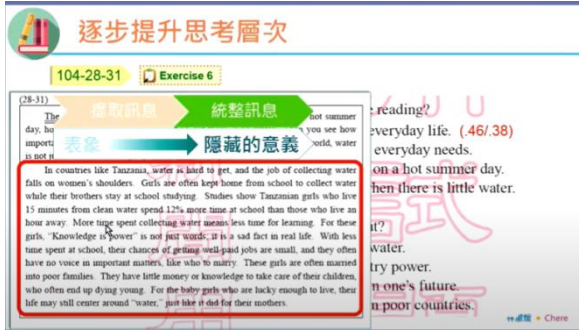 逐步提升思考層次
104-28-31 Exercise 6
(28-31)
提取訊息 統整訊息
The hot summer
day, you see how
表象 隱藏的意義
world, water
is not
In countries like Tanzania, water is hard to get, and the job of collecting water
falls on women's shoulders. Girls are often kept home from school to collect water
while their brothers stay at school studying. Studies show Tanzanian girls who live
15 minutes from clean water spend 12% more time at school than those who live an
hour away. More time spent collecting water means less time for learning. For these
girls, "Knowledge is power" is not just words; it is a sad fact in real life. With less
time spent at school, their chances of getting well-paid jobs are small, and they often
have no voice in important matters, like who to marry. These girls are often married
into poor families. They have little money or knowledge to take care of their children,
who often end up dying young. For the baby girls who are lucky enough to live, their
life may still center around "water," just like it did for their mothers.
reading?
everyday life. (.46/.38)
everyday needs.
on a hot summer day.
hen there is little water.
t?
water.
try power.
n one's future.
n poor countries.
Chere